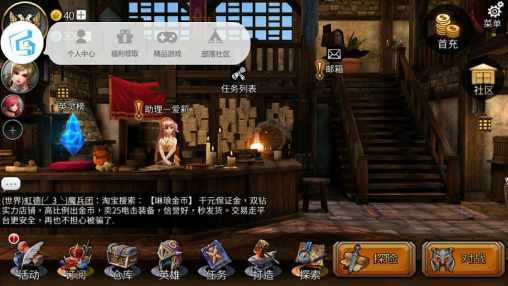 40
30
菜单
个人中心
福利领取
精品游戏
部落社区
首充
邮箱
任务列表
社区
英灵榜
助理－爱莉
(世界)虹德(╯3╰)魔兵团：淘宝搜索：【琳琅金币】 千元保证金，双钻
实力店铺，高比例出金币，卖25电击装备，信誉好，秒发货。交易走平
台更安全，再也不担心被骗了.
活动
订阅
仓库
英雄
任务
打造
探索
探险
对战